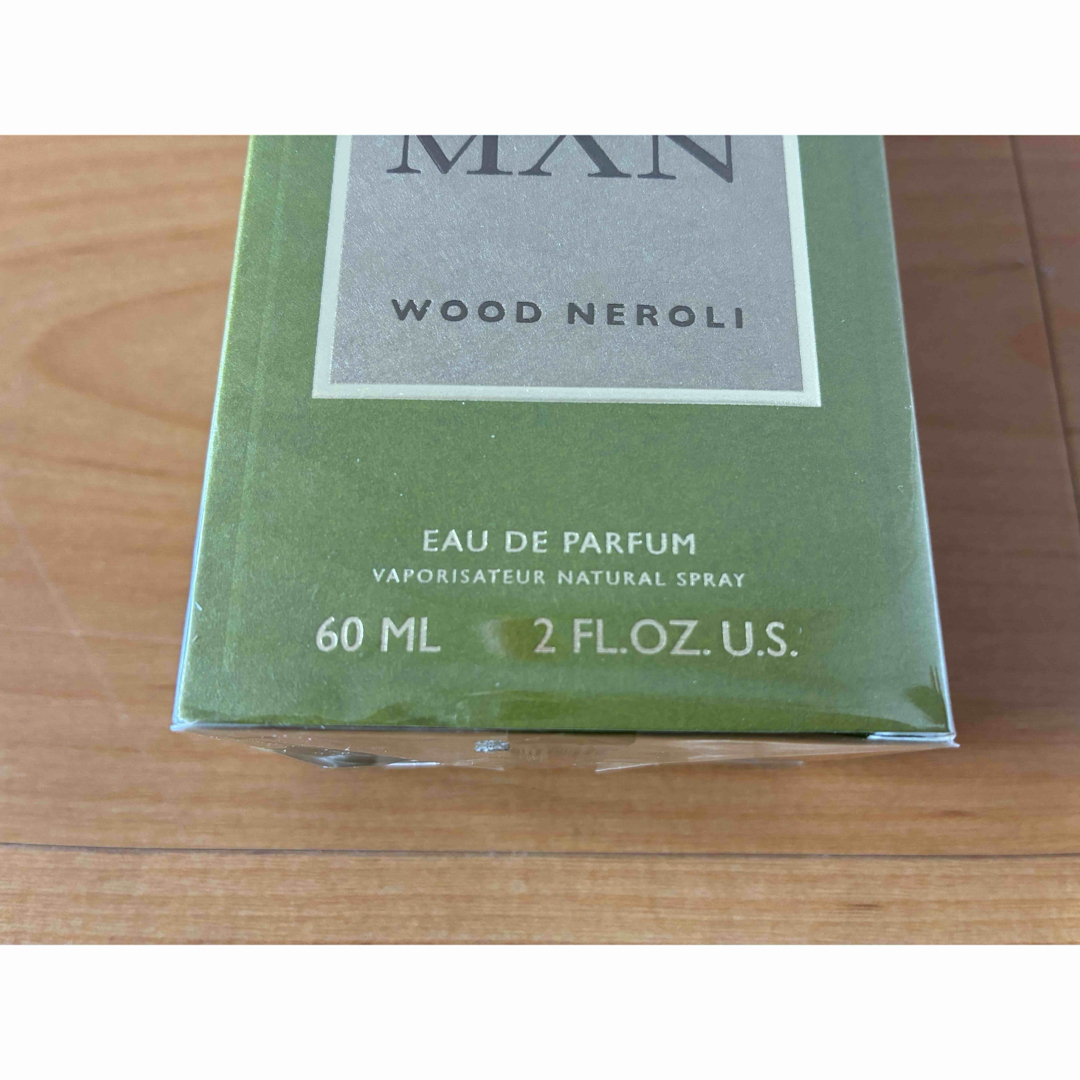 MAN
WOOD NEROLI
EAU DE PARFUM
VAPORISATEUR NATURAL SPRAY
60 ML 2 FL.OZ. U.S.